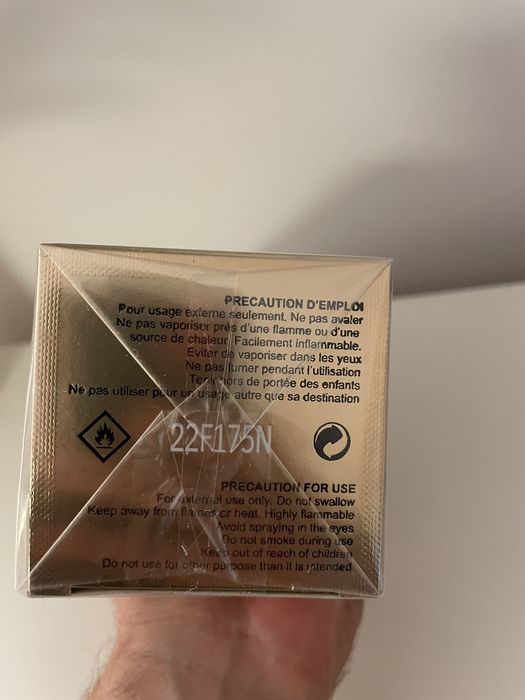 PRECAUTION D'EMPLOI
Pour usage externe seulement. Ne pas avaler
Ne pas vaporiser près d'une flamme ou d'une
source de chaleur. Facilement inflammable.
Eviter de vaporiser dans les yeux
Ne pas fumer pendant l'utilisation
Tenir hors de portée des enfants
Ne pas utiliser pour un usage autre que sa destination
22F175N
PRECAUTION FOR USE
For external use only. Do not swallow
Keep away from flames or heat. Highly flammable
Avoid spraying in the eyes
Do not smoke during use
Keep out of reach of children
Do not use for other purpose than it is intended